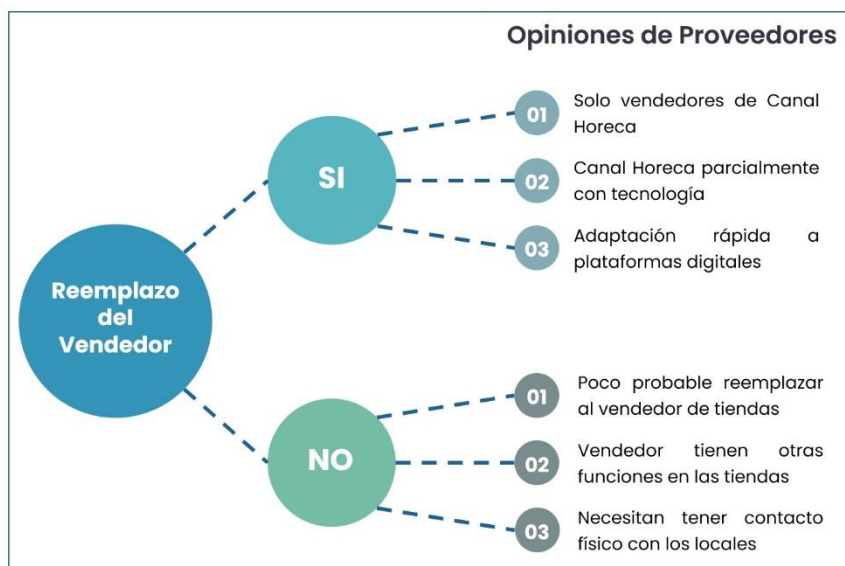 Opiniones de Proveedores
Reemplazo
del
Vendedor
SI
01
Solo vendedores de Canal
Horeca
02
Canal Horeca parcialmente
con tecnología
03
Adaptación rápida a
plataformas digitales
NO
01
Poco probable reemplazar
al vendedor de tiendas
02
Vendedor tienen otras
funciones en las tiendas
03
Necesitan tener contacto
físico con los locales